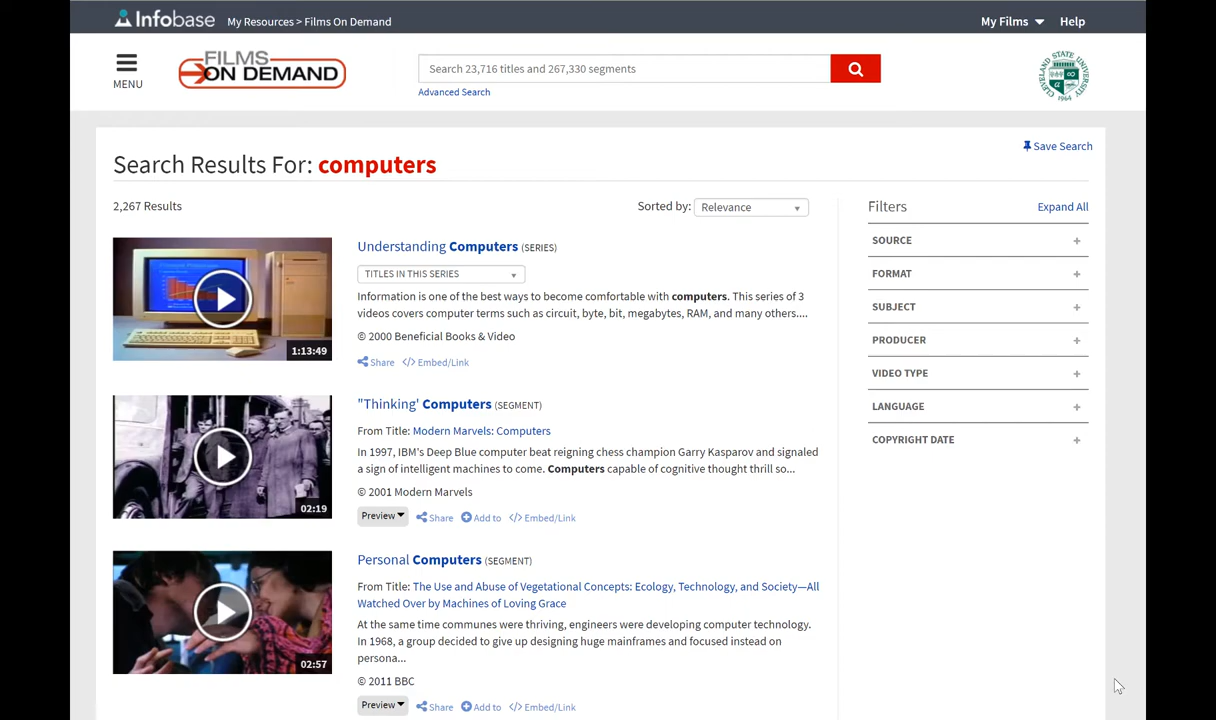 Infobase My Resources > Films On Demand My Films Help
MENU FILMS ON DEMAND Search 23,716 titles and 267,330 segments CLEVELAND STATE UNIVERSITY 1964
Advanced Search
Save Search
Search Results For: computers
2,267 Results Sorted by: Relevance Filters Expand All
Understanding Computers (SERIES)
TITLES IN THIS SERIES
Information is one of the best ways to become comfortable with computers. This series of 3
videos covers computer terms such as circuit, byte, bit, megabytes, RAM, and many others....
© 2000 Beneficial Books & Video
1:13:49
Share </> Embed/Link
"Thinking' Computers (SEGMENT)
From Title: Modern Marvels: Computers
In 1997, IBM's Deep Blue computer beat reigning chess champion Garry Kasparov and signaled
a sign of intelligent machines to come. Computers capable of cognitive thought thrill so...
© 2001 Modern Marvels
02:19
Preview Share Add to </> Embed/Link
Personal Computers (SEGMENT)
From Title: The Use and Abuse of Vegetational Concepts: Ecology, Technology, and Society—All
Watched Over by Machines of Loving Grace
At the same time communes were thriving, engineers were developing computer technology.
In 1968, a group decided to give up designing huge mainframes and focused instead on
persona...
02:57
© 2011 BBC
Preview Share Add to </> Embed/Link
SOURCE +
FORMAT +
SUBJECT +
PRODUCER +
VIDEO TYPE +
LANGUAGE +
COPYRIGHT DATE +